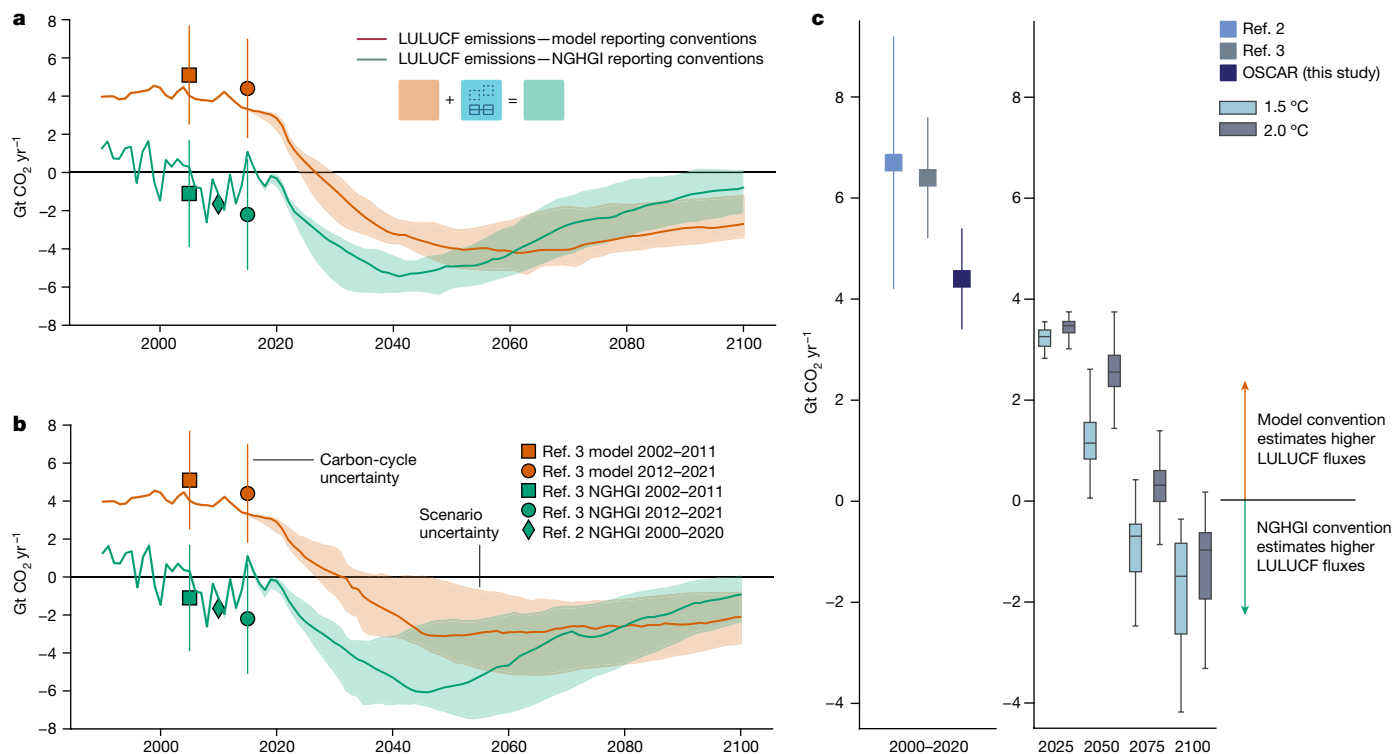 a
8
6
4
2
0
−2
−4
−6
−8
Gt CO2 yr−1
LULUCF emissions—model reporting conventions
LULUCF emissions—NGHGI reporting conventions
+
=
2000
2020
2040
2060
2080
2100
b
8
6
4
2
0
−2
−4
−6
−8
Gt CO2 yr−1
Carbon-cycle
uncertainty
Scenario
uncertainty
Ref. 3 model 2002–2011
Ref. 3 model 2012–2021
Ref. 3 NGHGI 2002–2011
Ref. 3 NGHGI 2012–2021
Ref. 2 NGHGI 2000–2020
2000
2020
2040
2060
2080
2100
c
8
6
4
2
0
−2
−4
Gt CO2 yr−1
2000–2020
8
6
4
2
0
−2
−4
2025
2050
2075
2100
Ref. 2
Ref. 3
OSCAR (this study)
1.5 ºC
2.0 ºC
Model convention
estimates higher
LULUCF fluxes
NGHGI convention
estimates higher
LULUCF fluxes